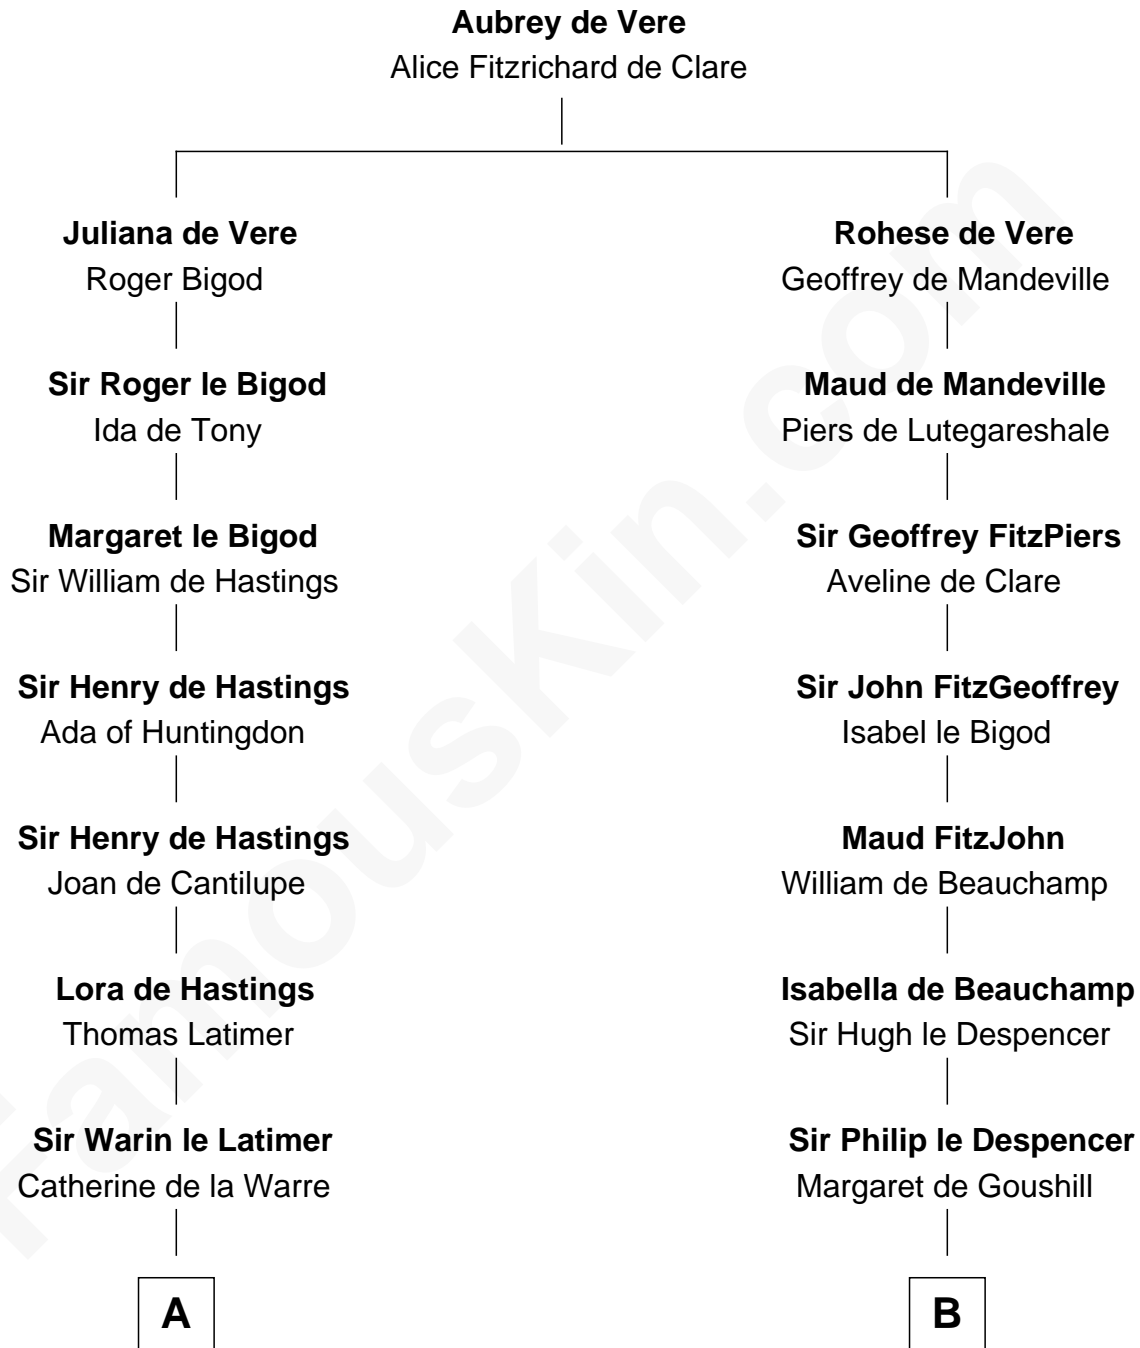 Aubrey de Vere
Alice Fitzrichard de Clare
Juliana de Vere
Roger Bigod
Sir Roger le Bigod
Ida de Tony
Margaret le Bigod
Sir William de Hastings
Sir Henry de Hastings
Ada of Huntingdon
Sir Henry de Hastings
Joan de Cantilupe
Lora de Hastings
Thomas Latimer
Sir Warin le Latimer
Catherine de la Warre
A
Rohese de Vere
Geoffrey de Mandeville
Maud de Mandeville
Piers de Lutegareshale
Sir Geoffrey FitzPiers
Aveline de Clare
Sir John FitzGeoffrey
Isabel le Bigod
Maud FitzJohn
William de Beauchamp
Isabella de Beauchamp
Sir Hugh le Despencer
Sir Philip le Despencer
Margaret de Goushill
B
FamousKin.com